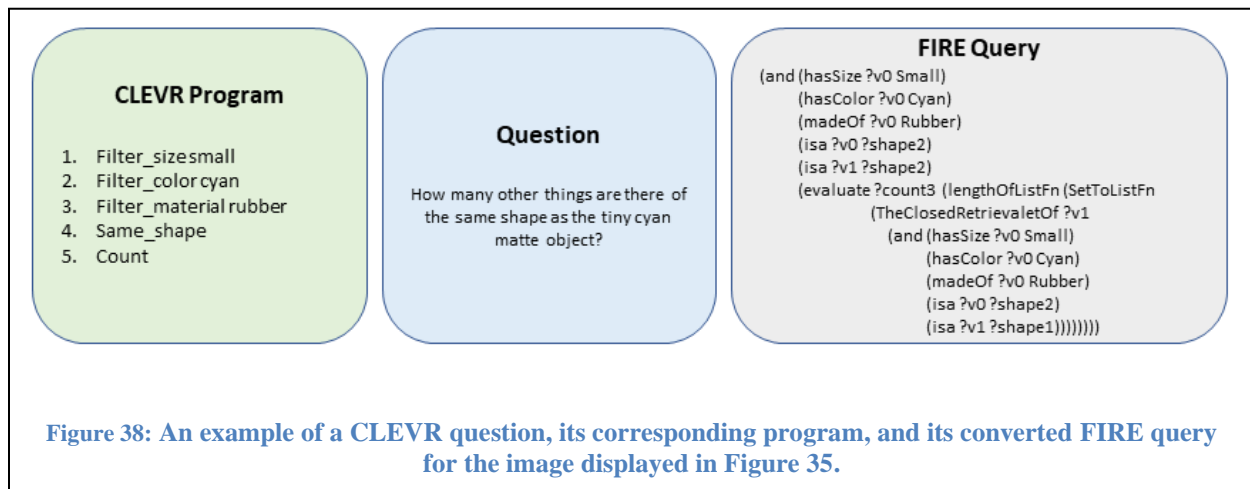 CLEVR Program
1. Filter_size small
2. Filter_color cyan
3. Filter_material rubber
4. Same_shape
5. Count
Question
How many other things are there of
the same shape as the tiny cyan
matte object?
FIRE Query
(and (hasSize ?v0 Small)
(hasColor ?v0 Cyan)
(madeOf ?v0 Rubber)
(isa ?v0 ?shape2)
(isa ?v1 ?shape2)
(evaluate ?count3 (lengthOfListFn (SetToListFn
(TheClosedRetrievaletOf ?v1
(and (hasSize ?v0 Small)
(hasColor ?v0 Cyan)
(madeOf ?v0 Rubber)
(isa ?v0 ?shape2)
(isa ?v1 ?shape1))))))))
Figure 38: An example of a CLEVR question, its corresponding program, and its converted FIRE query
for the image displayed in Figure 35.